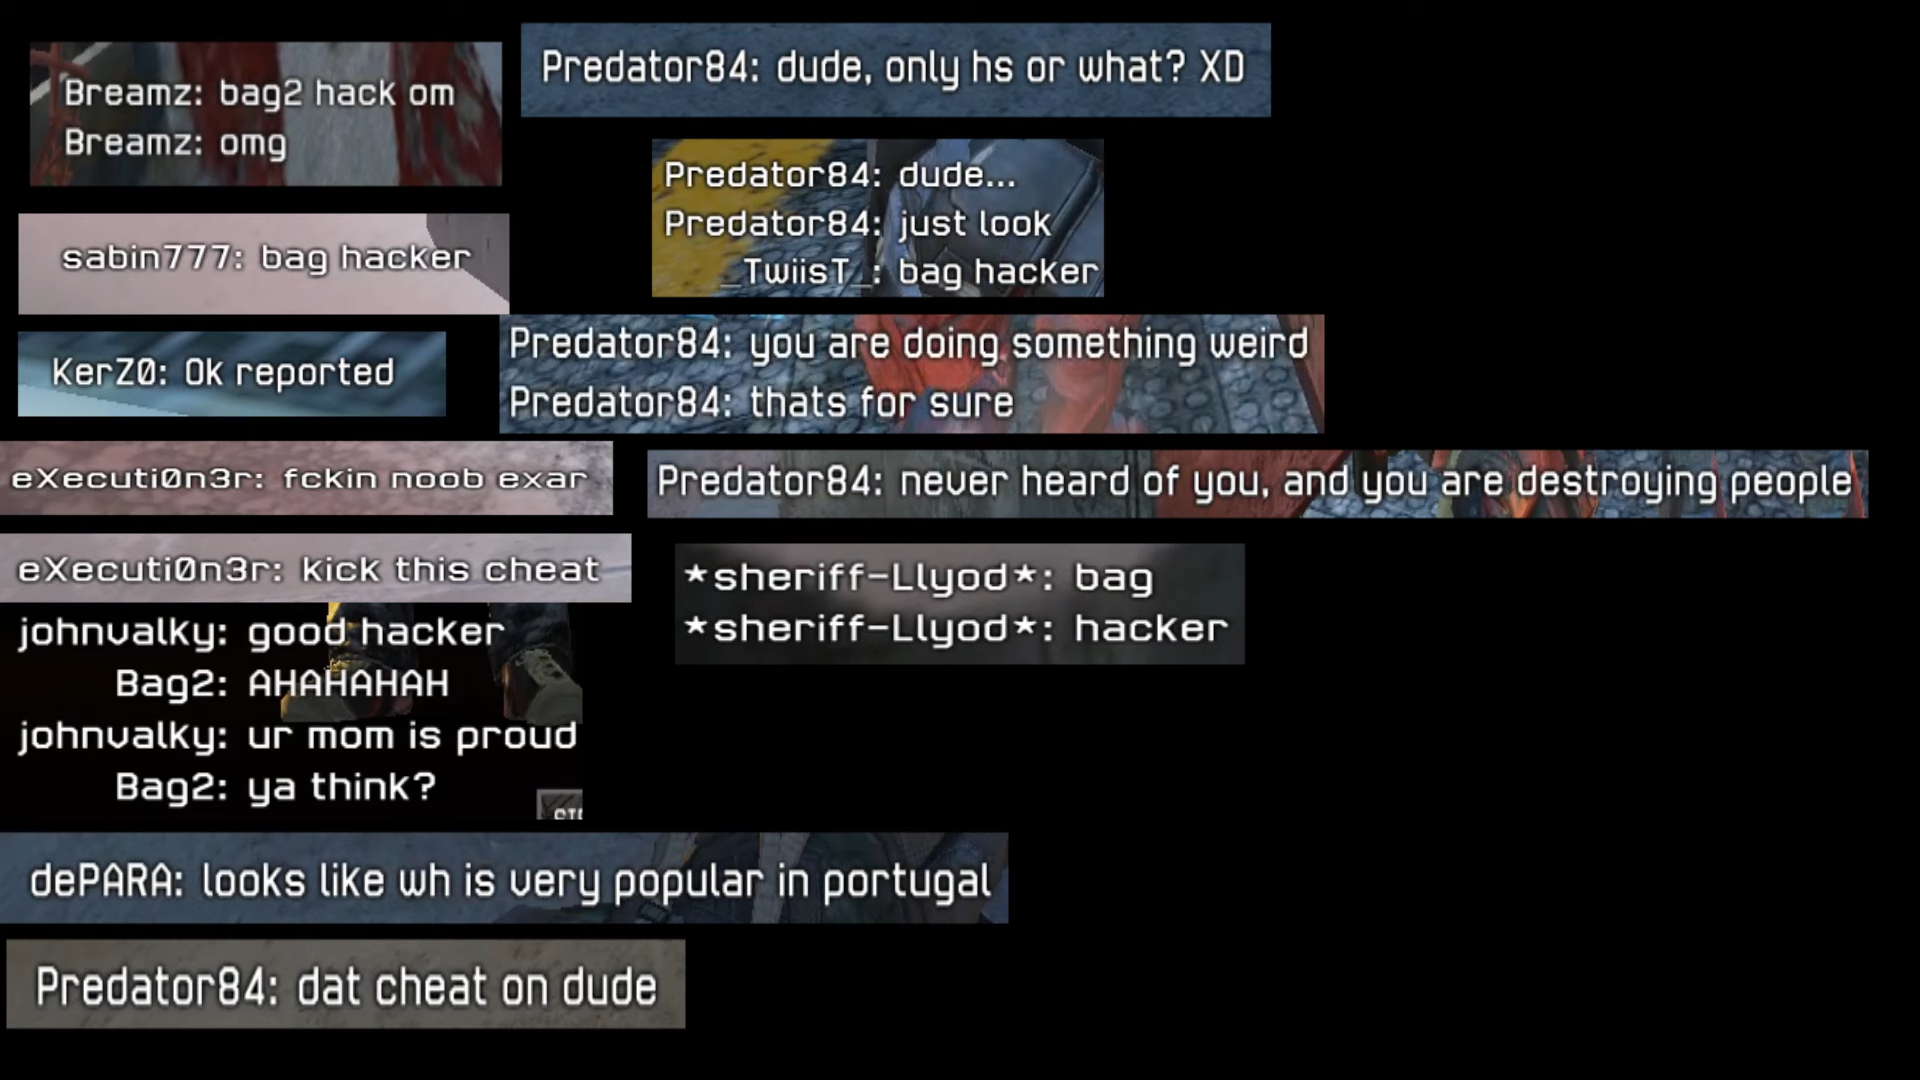 Breamz: bag2 hack om
Breamz: omg
Predator84: dude, only hs or what? XD
Predator84: dude...
Predator84: just look
_TwiisT_: bag hacker
sabin777: bag hacker
KerZ0: Ok reported
Predator84: you are doing something weird
Predator84: thats for sure
eXecuti0n3r: fckin noob exar
Predator84: never heard of you, and you are destroying people
eXecuti0n3r: kick this cheat
*sheriff-Llyod*: bag
*sheriff-Llyod*: hacker
johnvalky: good hacker
Bag2: AHAHAHAH
johnvalky: ur mom is proud
Bag2: ya think?
dePARA: looks like wh is very popular in portugal
Predator84: dat cheat on dude